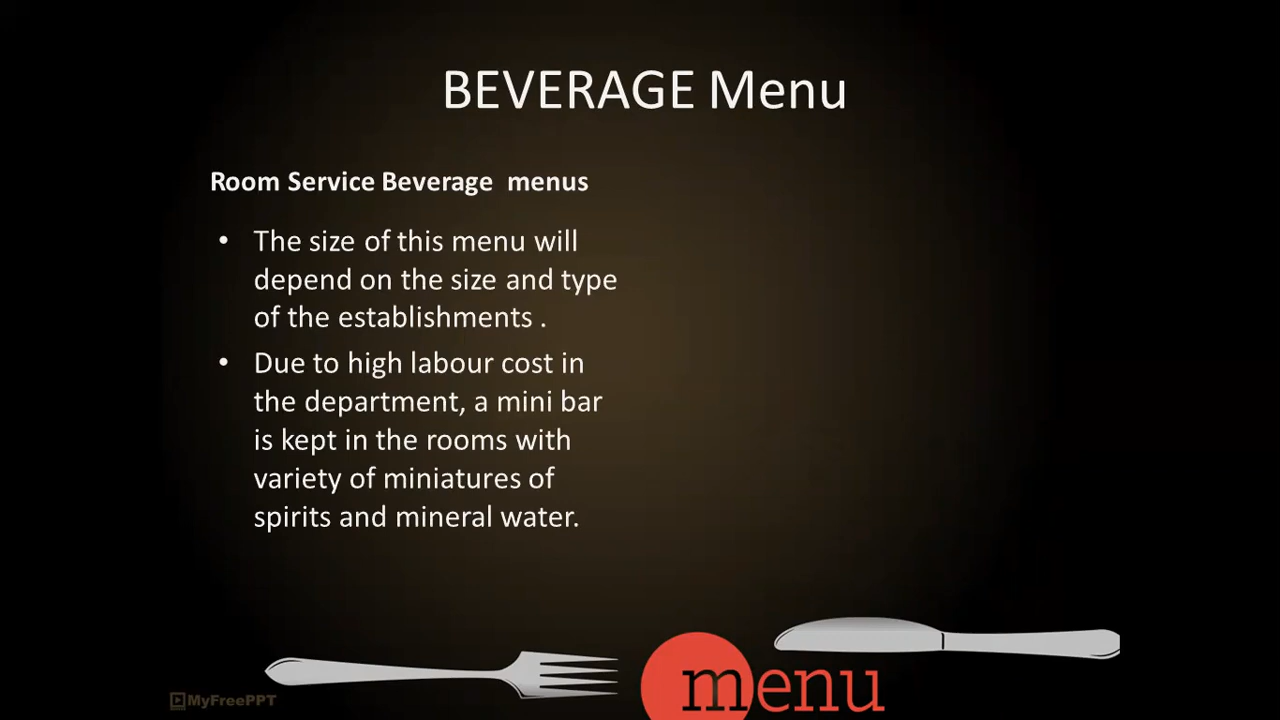 BEVERAGE Menu
Room Service Beverage menus
• The size of this menu will
depend on the size and type
of the establishments .
• Due to high labour cost in
the department, a mini bar
is kept in the rooms with
variety of miniatures of
spirits and mineral water.
menu
MyFreePPT